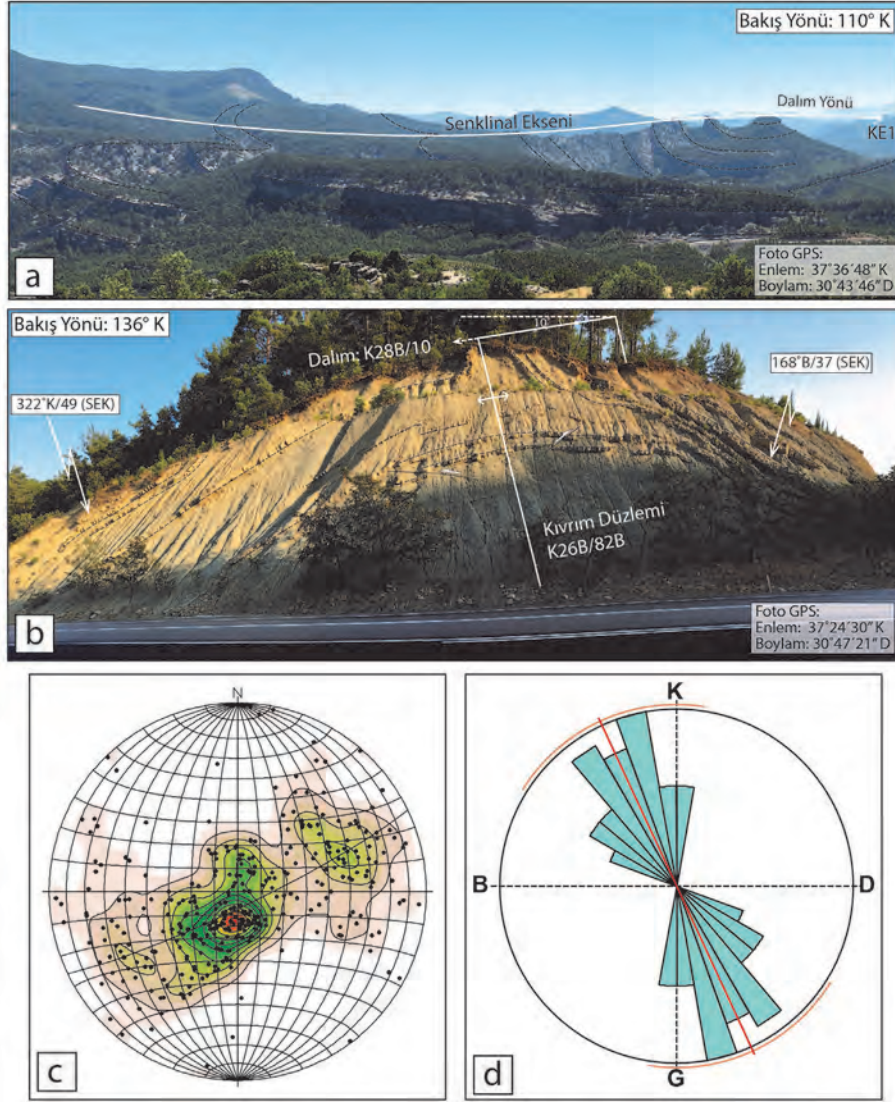 Bakış Yönü: 110° K
Senklinal Ekseni
Dalım Yönü
KE1
Foto GPS:
Enlem: 37°36´48" K
Boylam: 30°43´46" D
a
Bakış Yönü: 136° K
10
Dalım: K28B/10
168°B/37 (SEK)
322°K/49 (SEK)
Kıvrım Düzlemi
K26B/82B
Foto GPS:
Enlem: 37°24´30" K
Boylam: 30°47´21" D
b
N
c
K
B
D
G
d